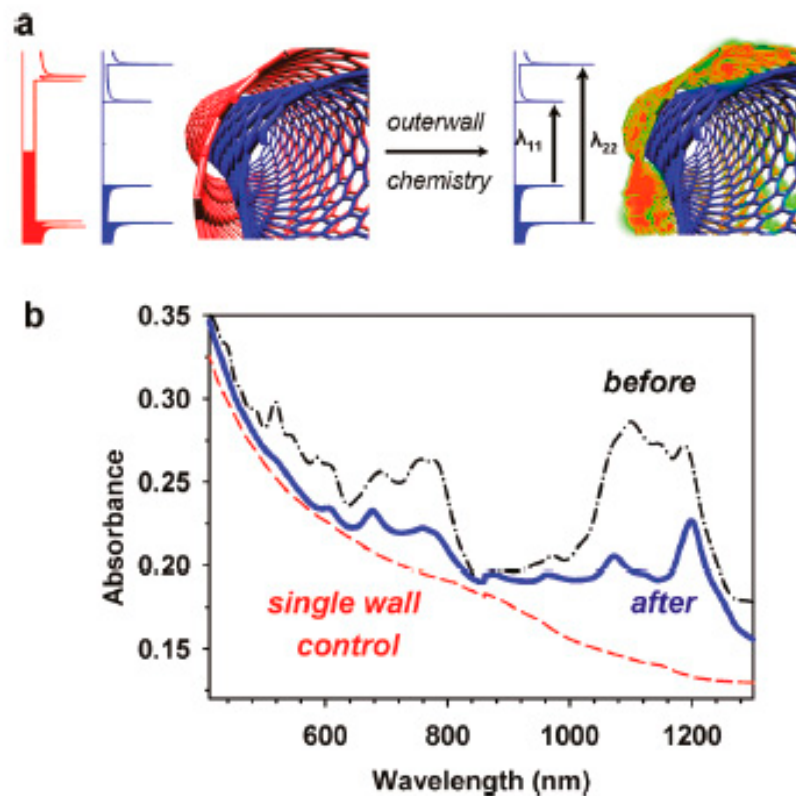 a
outerwall
chemistry
λ11
λ22
b
0.35
0.30
0.25
0.20
0.15
Absorbance
before
after
single wall
control
600
800
1000
1200
Wavelength (nm)